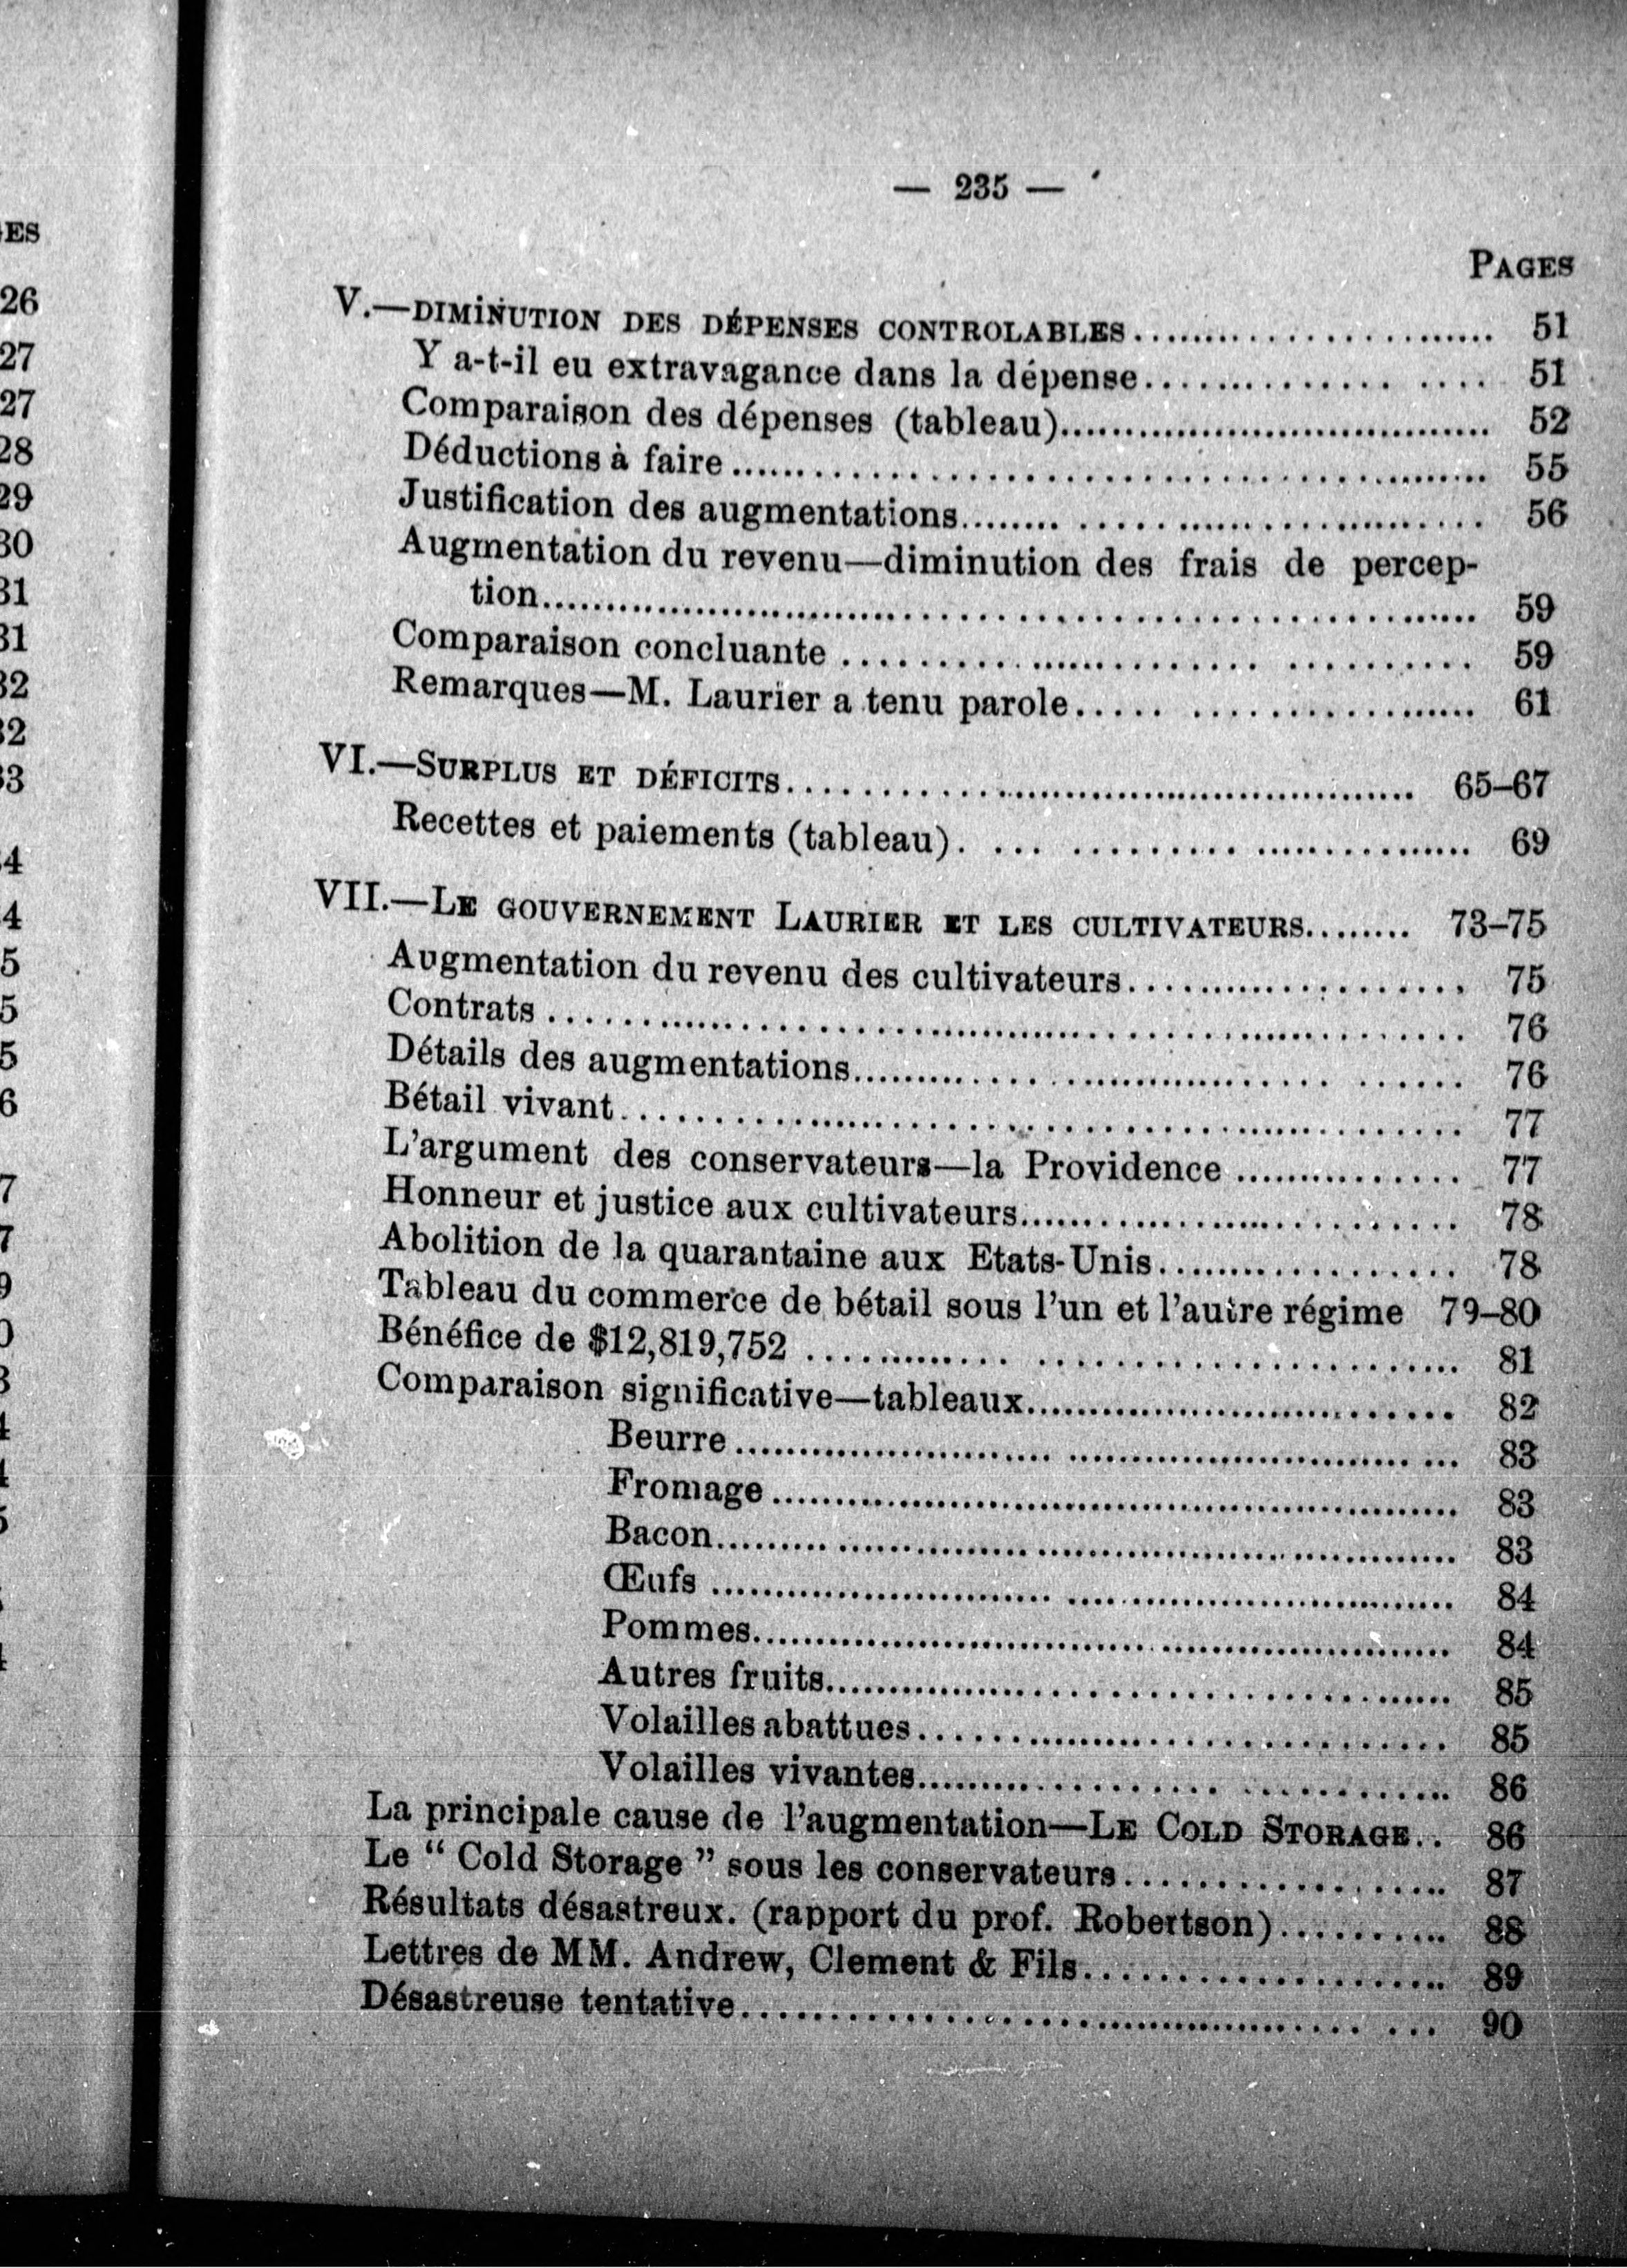 — 235 —
PAGES
V.—DIMINUTION DES DÉPENSES CONTROLABLES........................ 51
Y a-t-il eu extravagance dans la dépense.................. 51
Comparaison des dépenses (tableau)........................ 52
Déductions à faire........................ 55
Justification des augmentations........................ 56
Augmentation du revenu—diminution des frais de percep-
tion........................ 59
Comparaison concluante ........................ 59
Remarques—M. Laurier a tenu parole........................ 61
VI.—SURPLUS ET DÉFICITS........................ 65–67
Recettes et paiements (tableau)........................ 69
VII.—LE GOUVERNEMENT LAURIER ET LES CULTIVATEURS........ 73–75
Augmentation du revenu des cultivateurs.................... 75
Contrats ........................ 76
Détails des augmentations........................ 76
Bétail vivant........................ 77
L'argument des conservateurs—la Providence ............... 77
Honneur et justice aux cultivateurs........................ 78
Abolition de la quarantaine aux Etats-Unis.................. 78
Tableau du commerce de bétail sous l'un et l'autre régime 79–80
Bénéfice de $12,819,752 ........................ 81
Comparaison significative—tableaux........................ 82
Beurre........................ 83
Fromage........................ 83
Bacon........................ 83
Œufs ........................ 84
Pommes........................ 84
Autres fruits........................ 85
Volailles abattues........................ 85
Volailles vivantes........................ 86
La principale cause de l'augmentation—LE COLD STORAGE.. 86
Le “ Cold Storage ” sous les conservateurs.................. 87
Résultats désastreux. (rapport du prof. Robertson).......... 88
Lettres de MM. Andrew, Clement & Fils.................... 89
Désastreuse tentative........................ 90